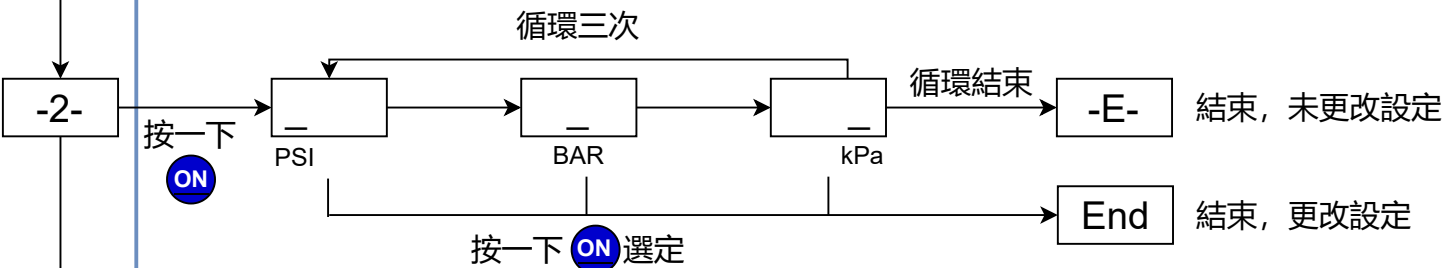 循環三次
-2-
_
_
_
循環結束
-E-
結束，未更改設定
按一下
ON
PSI
BAR
kPa
End
結束，更改設定
按一下 ON 選定